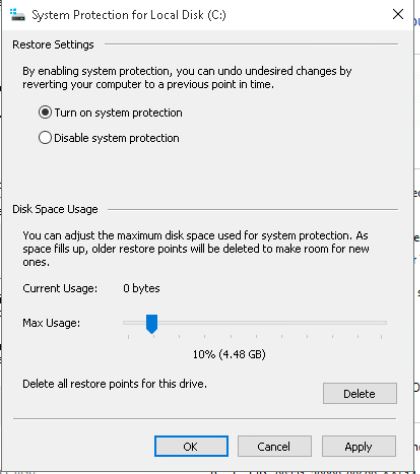 System Protection for Local Disk (C:)
Restore Settings
By enabling system protection, you can undo undesired changes by
reverting your computer to a previous point in time.
Turn on system protection
Disable system protection
Disk Space Usage
You can adjust the maximum disk space used for system protection. As
space fills up, older restore points will be deleted to make room for new
ones.
Current Usage: 0 bytes
Max Usage:
10% (4.48 GB)
Delete all restore points for this drive.
Delete
OK Cancel Apply